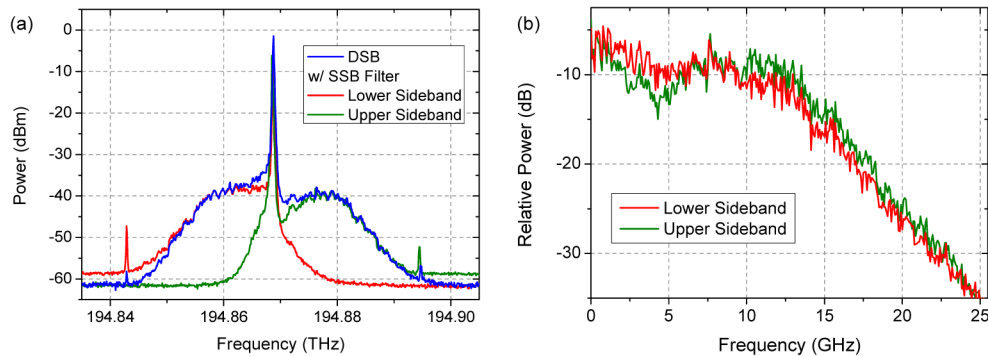 (a)
Power (dBm)
0
-10
-20
-30
-40
-50
-60
DSB
w/ SSB Filter
Lower Sideband
Upper Sideband
194.84
194.86
194.88
194.90
Frequency (THz)
(b)
Relative Power (dB)
-10
-20
-30
Lower Sideband
Upper Sideband
0
5
10
15
20
25
Frequency (GHz)